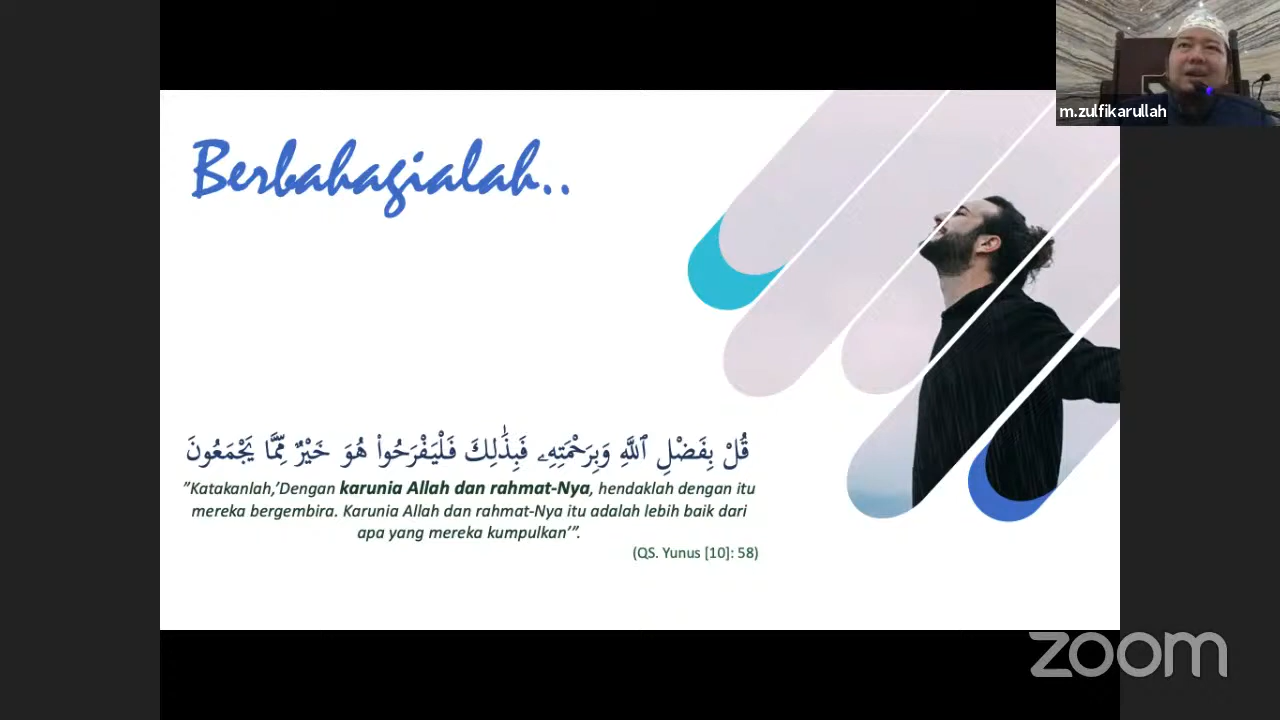 m.zulfikarullah
Berbahagialah..
قُلْ بِفَضْلِ ٱللَّهِ وَبِرَحْمَتِهِۦ فَبِذَٰلِكَ فَلْيَفْرَحُوا۟ هُوَ خَيْرٌ مِّمَّا يَجْمَعُونَ
”Katakanlah,’Dengan karunia Allah dan rahmat-Nya, hendaklah dengan itu
mereka bergembira. Karunia Allah dan rahmat-Nya itu adalah lebih baik dari
apa yang mereka kumpulkan’”.
(QS. Yunus [10]: 58)
zoom